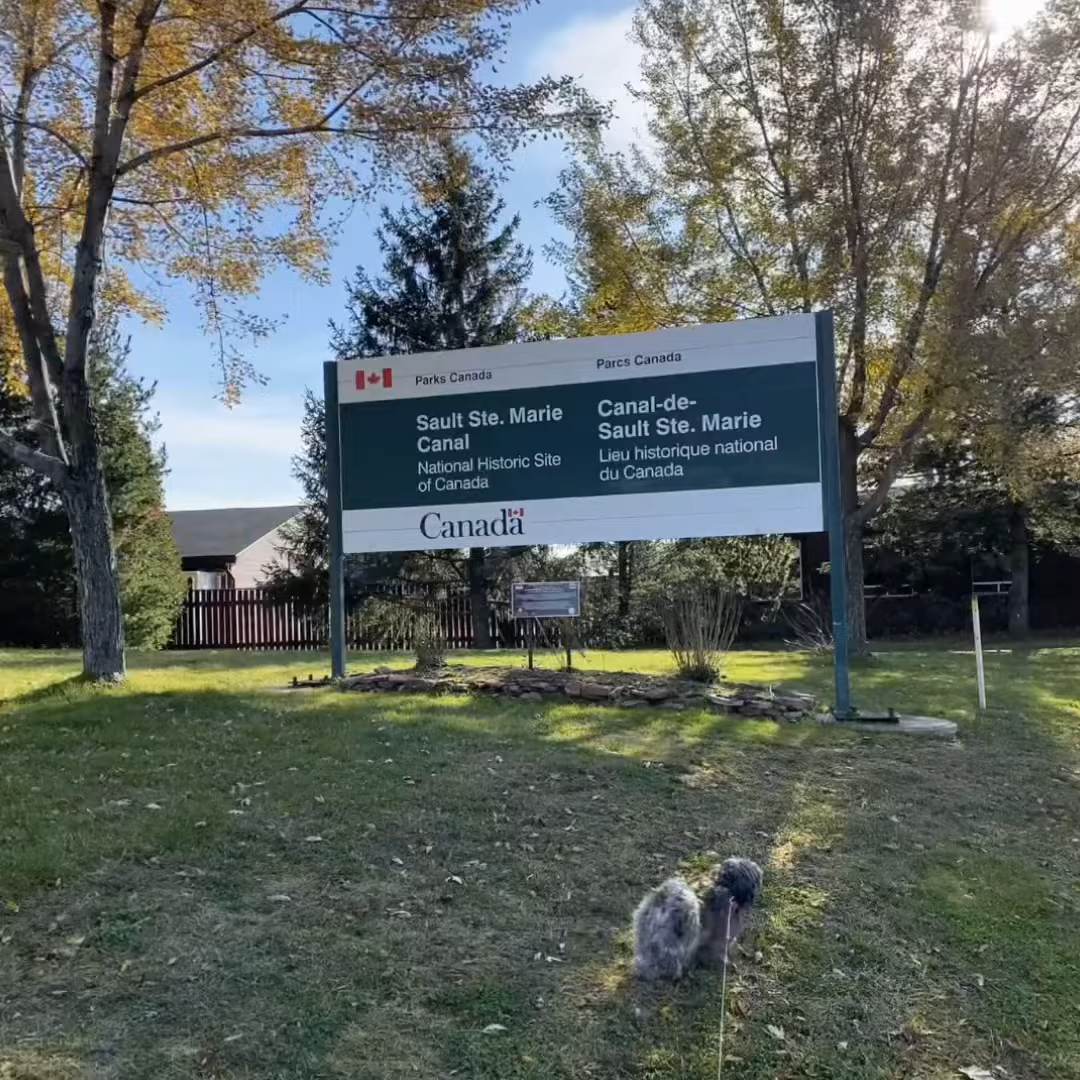 Parks Canada
Parcs Canada
Sault Ste. Marie
Canal
National Historic Site
of Canada
Canal-de-
Sault Ste. Marie
Lieu historique national
du Canada
Canada